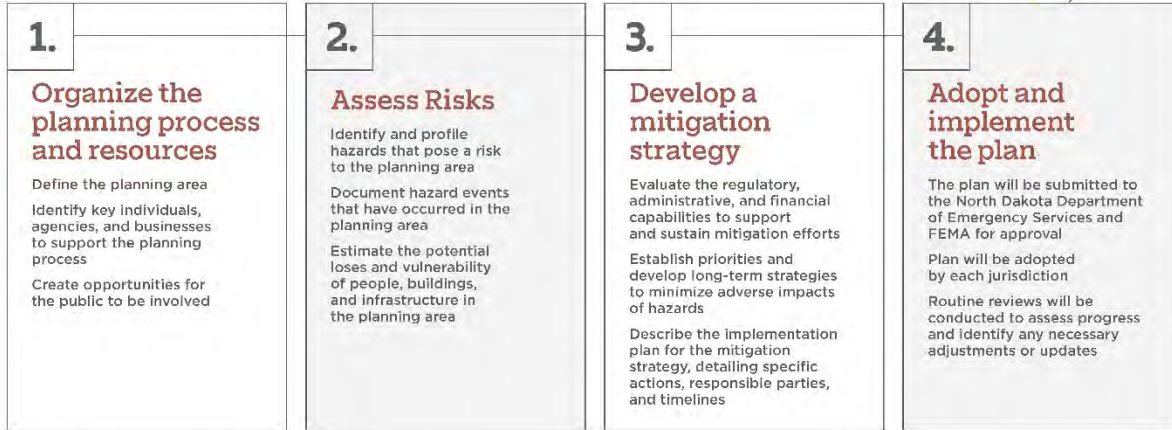 1.
Organize the
planning process
and resources
Define the planning area
Identify key individuals,
agencies, and businesses
to support the planning
process
Create opportunities for
the public to be involved
2.
Assess Risks
Identify and profile
hazards that pose a risk
to the planning area
Document hazard events
that have occurred in the
planning area
Estimate the potential
loses and vulnerability
of people, buildings,
and infrastructure in
the planning area
3.
Develop a
mitigation
strategy
Evaluate the regulatory,
administrative, and financial
capabilities to support
and sustain mitigation efforts
Establish priorities and
develop long-term strategies
to minimize adverse impacts
of hazards
Describe the implementation
plan for the mitigation
strategy, detailing specific
actions, responsible parties,
and timelines
4.
Adopt and
implement
the plan
The plan will be submitted to
the North Dakota Department
of Emergency Services and
FEMA for approval
Plan will be adopted
by each jurisdiction
Routine reviews will be
conducted to assess progress
and identify any necessary
adjustments or updates